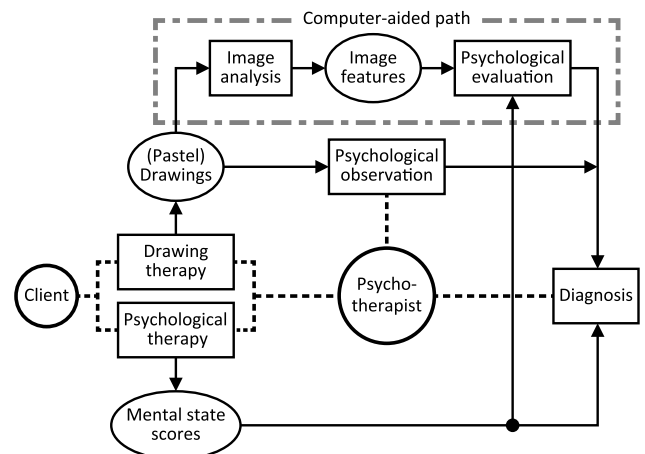 Computer-aided path
Image
analysis
Image
features
Psychological
evaluation
(Pastel)
Drawings
Psychological
observation
Drawing
therapy
Client
Psycho-
therapist
Diagnosis
Psychological
therapy
Mental state
scores